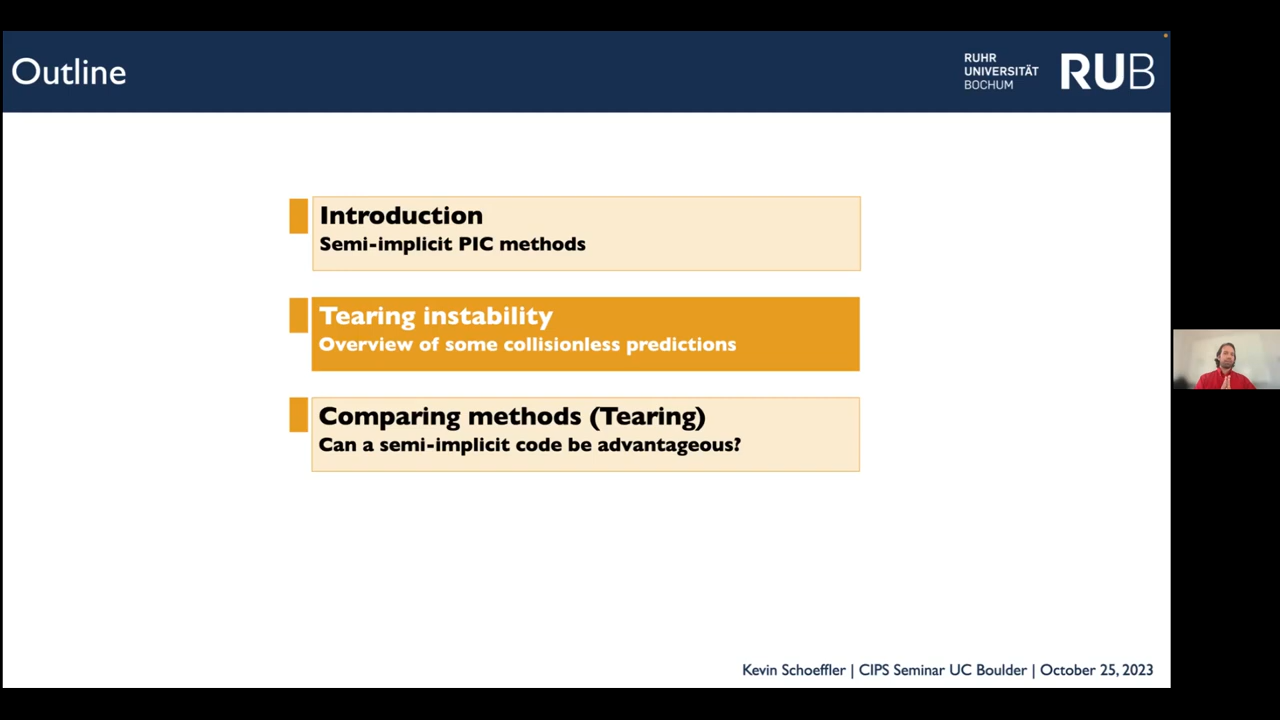 Outline
RUHR
UNIVERSITÄT
BOCHUM
RUB
Introduction
Semi-implicit PIC methods
Tearing instability
Overview of some collisionless predictions
Comparing methods (Tearing)
Can a semi-implicit code be advantageous?
Kevin Schoeffler | CIPS Seminar UC Boulder | October 25, 2023